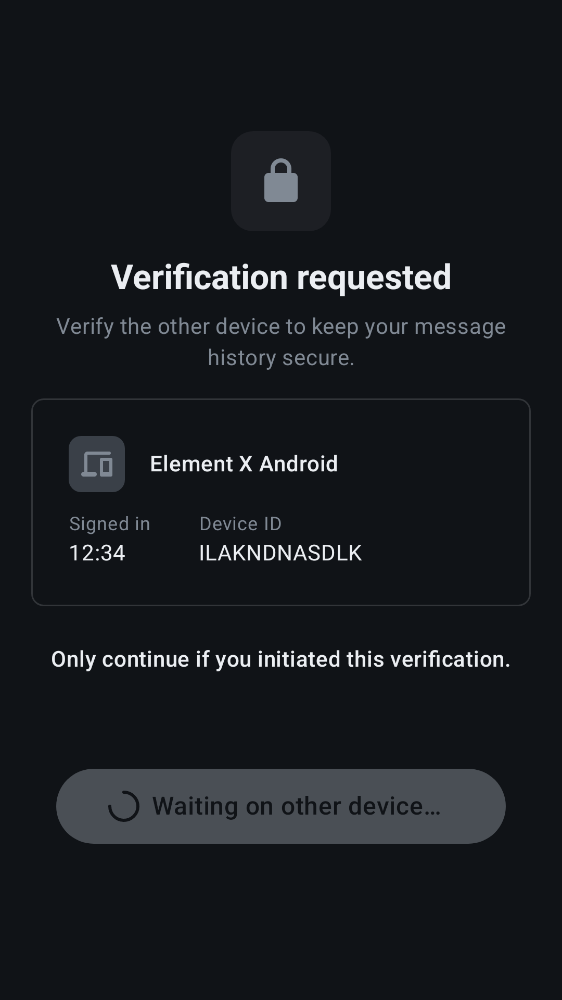 Verification requested
Verify the other device to keep your message
history secure.
Element X Android
Signed in
Device ID
12:34
ILAKNDNASDLK
Only continue if you initiated this verification.
Waiting on other device…